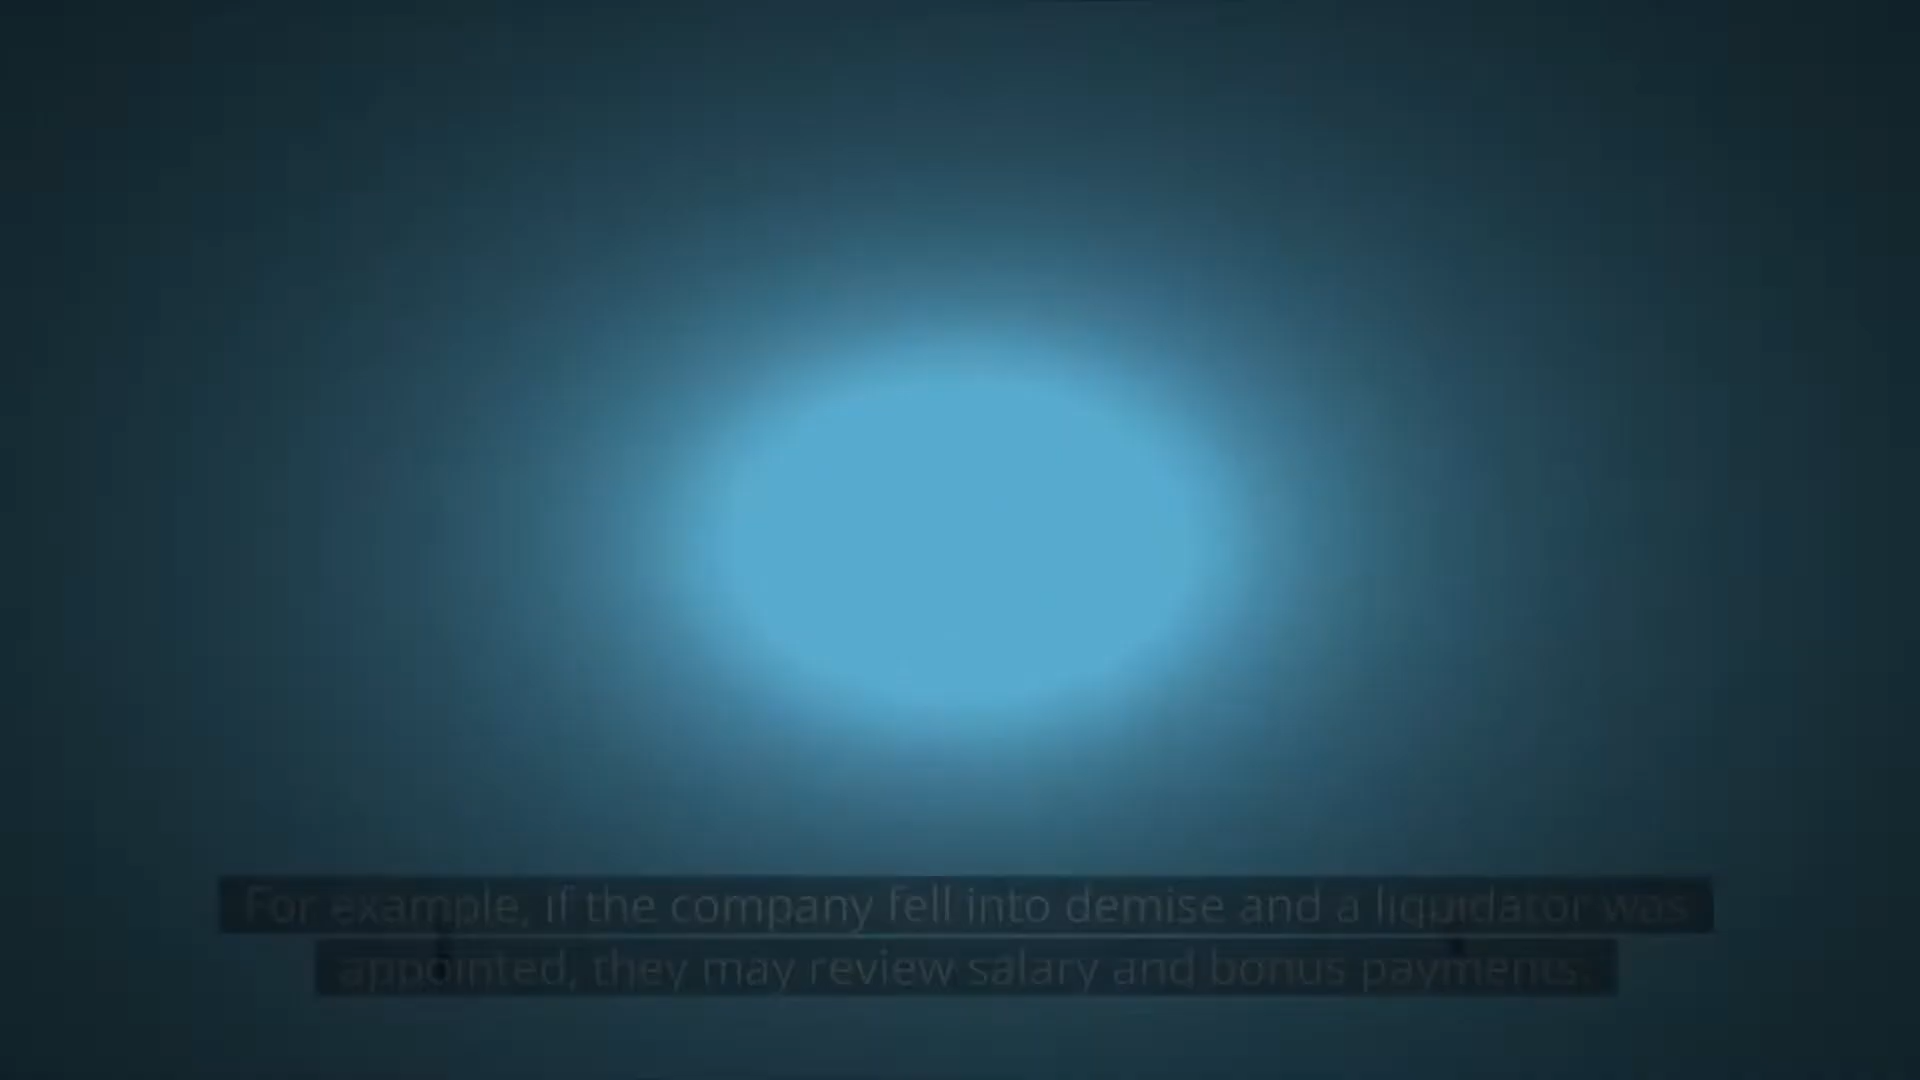 For example, if the company fell into demise and a liquidator was
appointed, they may review salary and bonus payments.